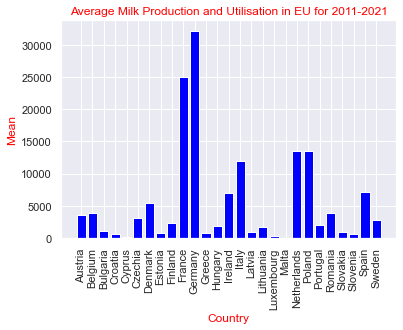 Average Milk Production and Utilisation in EU for 2011-2021
Mean
30000
25000
20000
15000
10000
5000
0
Austria
Belgium
Bulgaria
Croatia
Cyprus
Czechia
Denmark
Estonia
Finland
France
Germany
Greece
Hungary
Ireland
Italy
Latvia
Lithuania
Luxembourg
Malta
Netherlands
Poland
Portugal
Romania
Slovakia
Slovenia
Spain
Sweden
Country